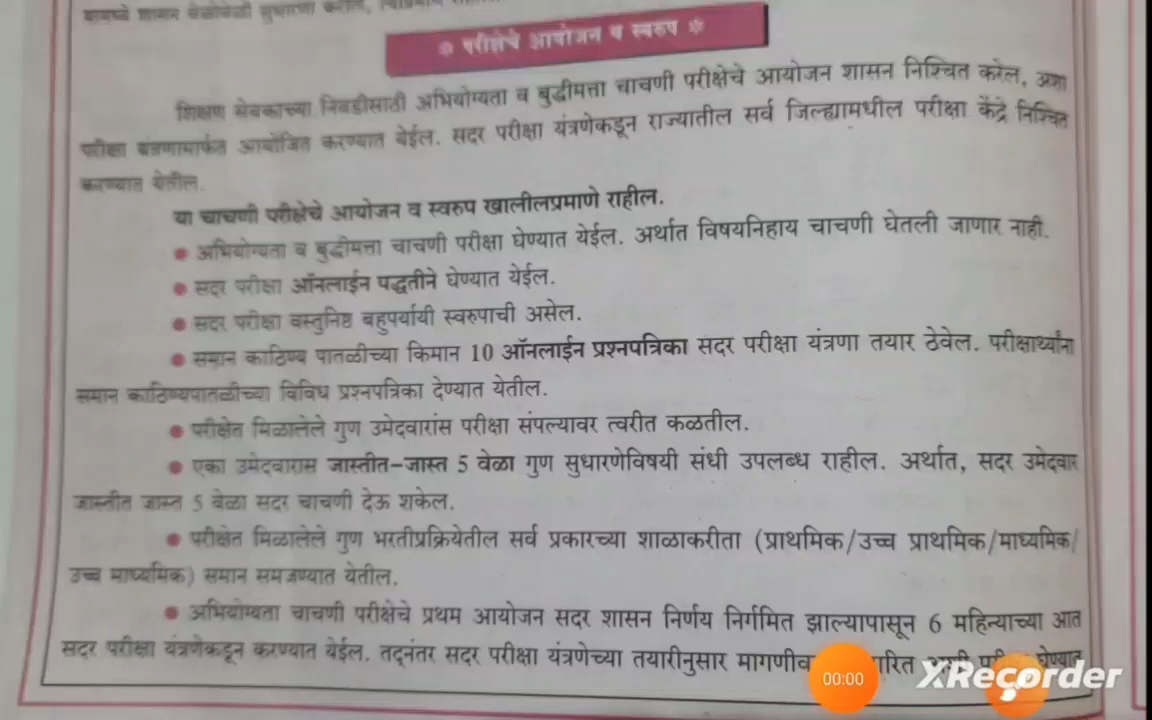 यामध्ये शासन वेळोवेळी सुधारणा करेल,
❋ परीक्षेचे आयोजन व स्वरुप ❋
शिक्षण सेवकाच्या निवडीसाठी अभियोग्यता व बुद्धीमत्ता चाचणी परीक्षेचे आयोजन शासन निश्चित करेल, अशा
परीक्षा यंत्रणामार्फत आयोजित करण्यात येईल. सदर परीक्षा यंत्रणेकडून राज्यातील सर्व जिल्ह्यामधील परीक्षा केंद्रे निश्चित
करण्यात येतील.
या चाचणी परीक्षेचे आयोजन व स्वरुप खालीलप्रमाणे राहील.
● अभियोग्यता व बुद्धीमत्ता चाचणी परीक्षा घेण्यात येईल. अर्थात विषयनिहाय चाचणी घेतली जाणार नाही.
● सदर परीक्षा ऑनलाईन पद्धतीने घेण्यात येईल.
● सदर परीक्षा वस्तुनिष्ठ बहुपर्यायी स्वरुपाची असेल.
● समान काठिण्य पातळीच्या किमान 10 ऑनलाईन प्रश्नपत्रिका सदर परीक्षा यंत्रणा तयार ठेवेल. परीक्षार्थ्यांना
समान काठिण्यपातळीच्या विविध प्रश्नपत्रिका देण्यात येतील.
● परीक्षेत मिळालेले गुण उमेदवारांस परीक्षा संपल्यावर त्वरीत कळतील.
● एका उमेदवारास जास्तीत-जास्त 5 वेळा गुण सुधारणेविषयी संधी उपलब्ध राहील. अर्थात, सदर उमेदवार
जास्तीत जास्त 5 वेळा सदर चाचणी देऊ शकेल.
● परीक्षेत मिळालेले गुण भरतीप्रक्रियेतील सर्व प्रकारच्या शाळाकरीता (प्राथमिक/उच्च प्राथमिक/माध्यमिक/
उच्च माध्यमिक) समान समजण्यात येतील.
● अभियोग्यता चाचणी परीक्षेचे प्रथम आयोजन सदर शासन निर्णय निर्गमित झाल्यापासून 6 महिन्याच्या आत
सदर परीक्षा यंत्रणेकडून करण्यात येईल. तद्नंतर सदर परीक्षा यंत्रणेच्या तयारीनुसार घेण्यात
00:00
XRecorder